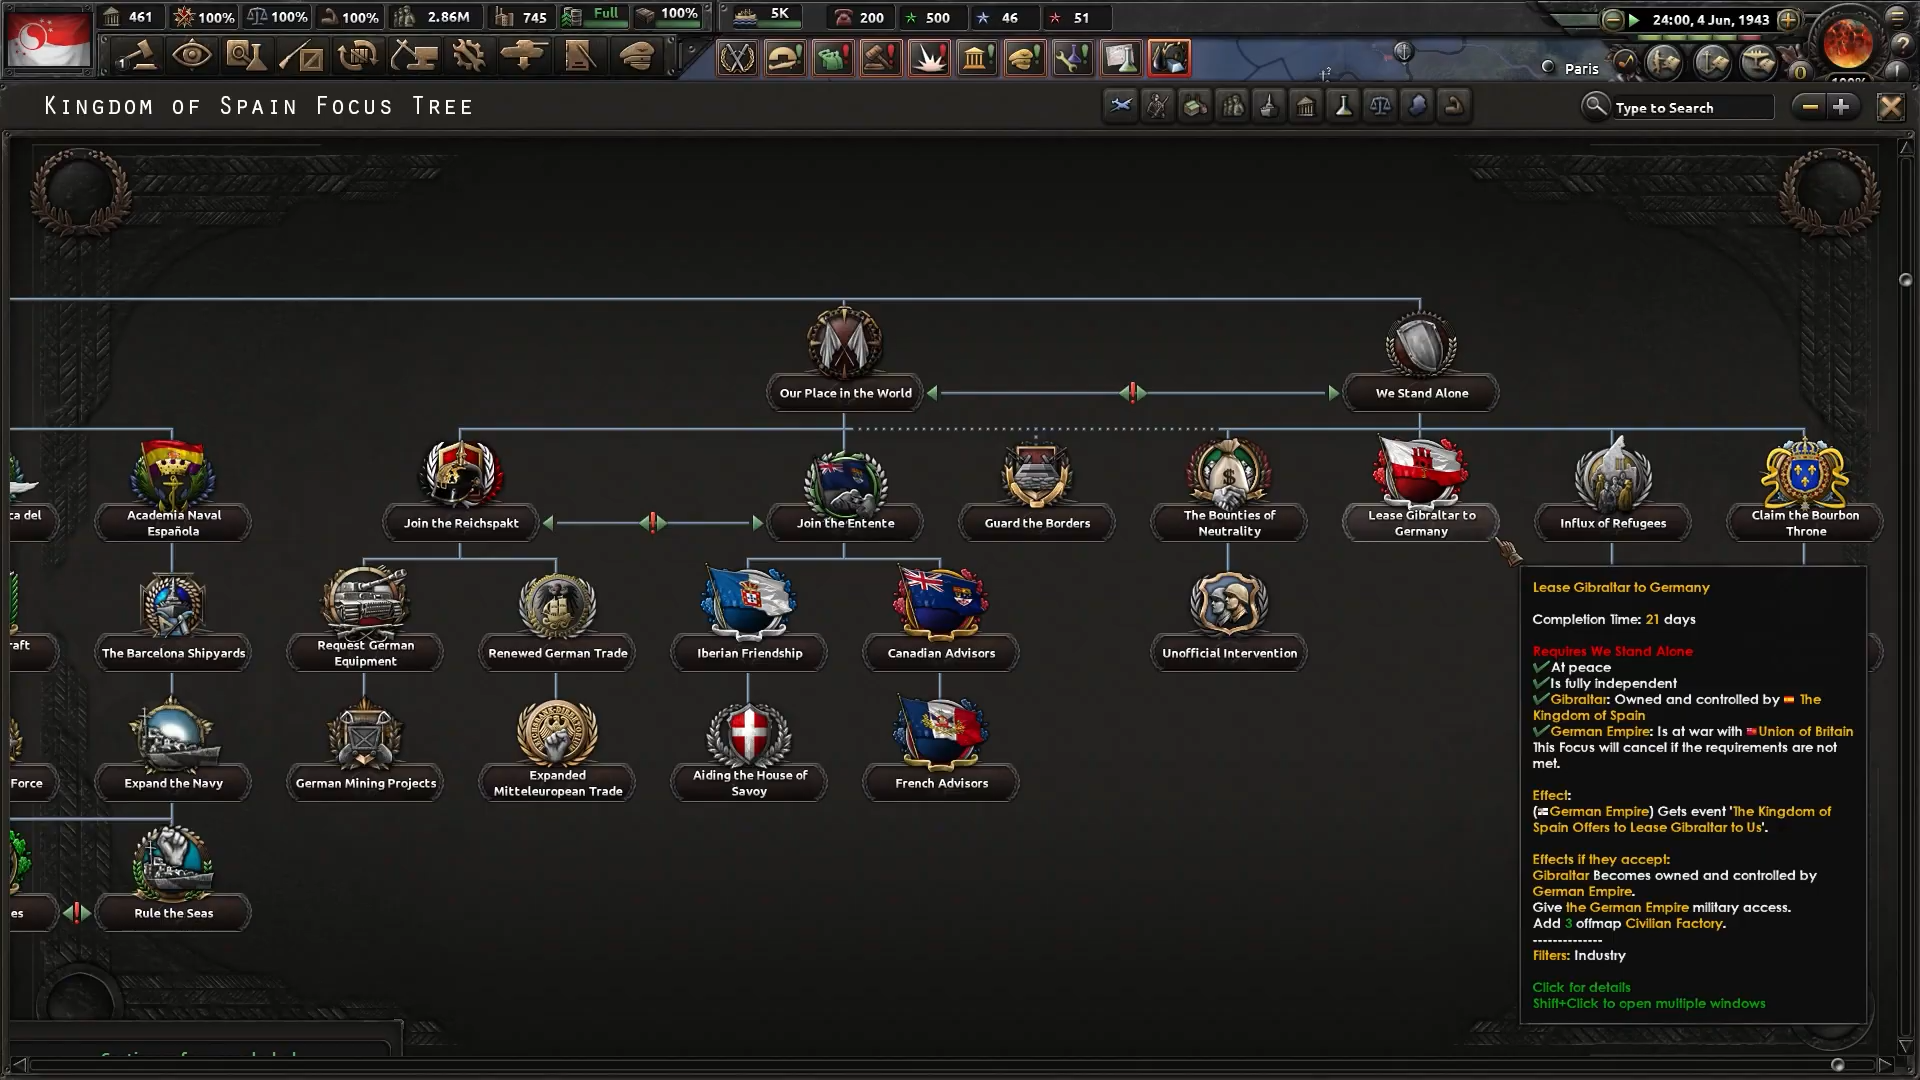 461
100%
100%
100%
2.86M
745
Full
100%
5K
200
500
46
51
24:00, 4 Jun, 1943
Paris
0
100%
Kingdom of Spain Focus Tree
Type to Search
Our Place in the World
We Stand Alone
ca del
Academia Naval
Española
Join the Reichspakt
Join the Entente
Guard the Borders
The Bounties of
Neutrality
Lease Gibraltar to
Germany
Influx of Refugees
Claim the Bourbon
Throne
raft
The Barcelona Shipyards
Request German
Equipment
Renewed German Trade
Iberian Friendship
Canadian Advisors
Unofficial Intervention
Force
Expand the Navy
German Mining Projects
Expanded
Mitteleuropean Trade
Aiding the House of
Savoy
French Advisors
es
Rule the Seas
Lease Gibraltar to Germany
Completion Time: 21 days
Requires We Stand Alone
At peace
Is fully independent
Gibraltar: Owned and controlled by The
Kingdom of Spain
German Empire: Is at war with Union of Britain
This Focus will cancel if the requirements are not
met.
Effect:
(German Empire) Gets event 'The Kingdom of
Spain Offers to Lease Gibraltar to Us'.
Effects if they accept:
Gibraltar Becomes owned and controlled by
German Empire.
Give the German Empire military access.
Add 3 offmap Civilian Factory.
--------------
Filters: Industry
Click for details
Shift+Click to open multiple windows